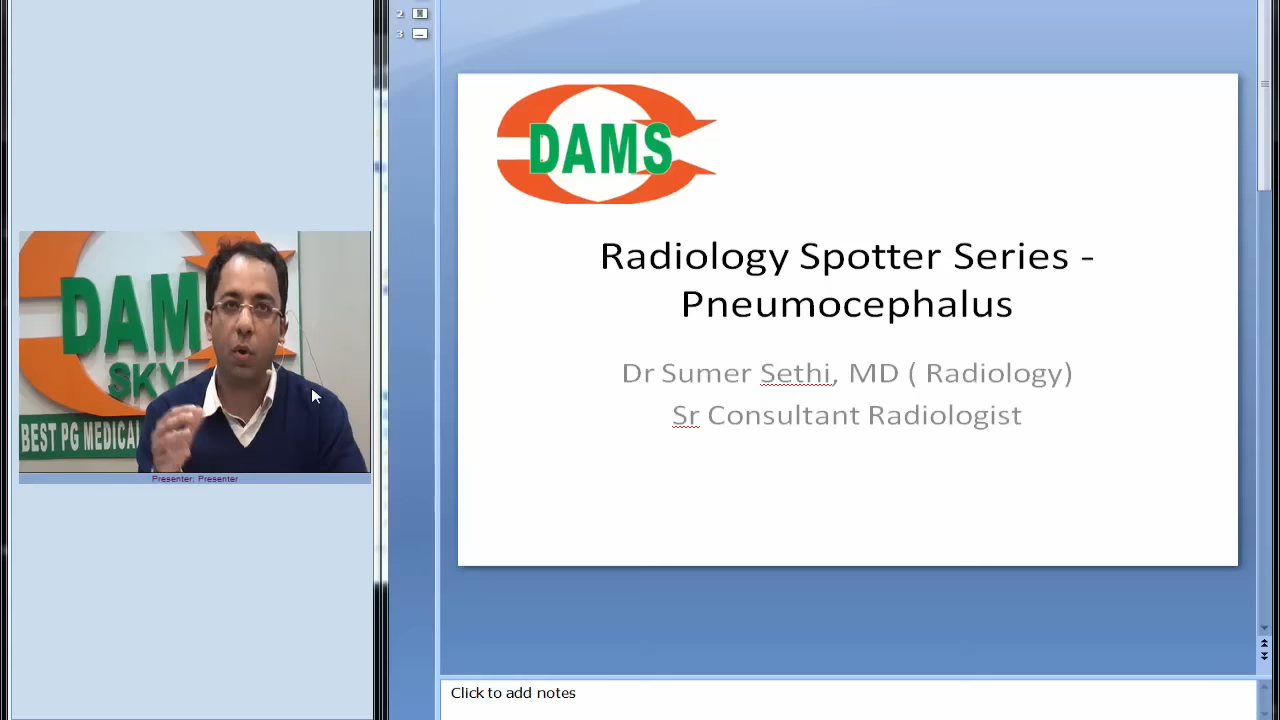 2
3
DAMS
Radiology Spotter Series -
Pneumocephalus
Dr Sumer Sethi, MD ( Radiology)
Sr Consultant Radiologist
DAM
SKY
BEST PG MEDICAL
Presenter: Presenter
Click to add notes